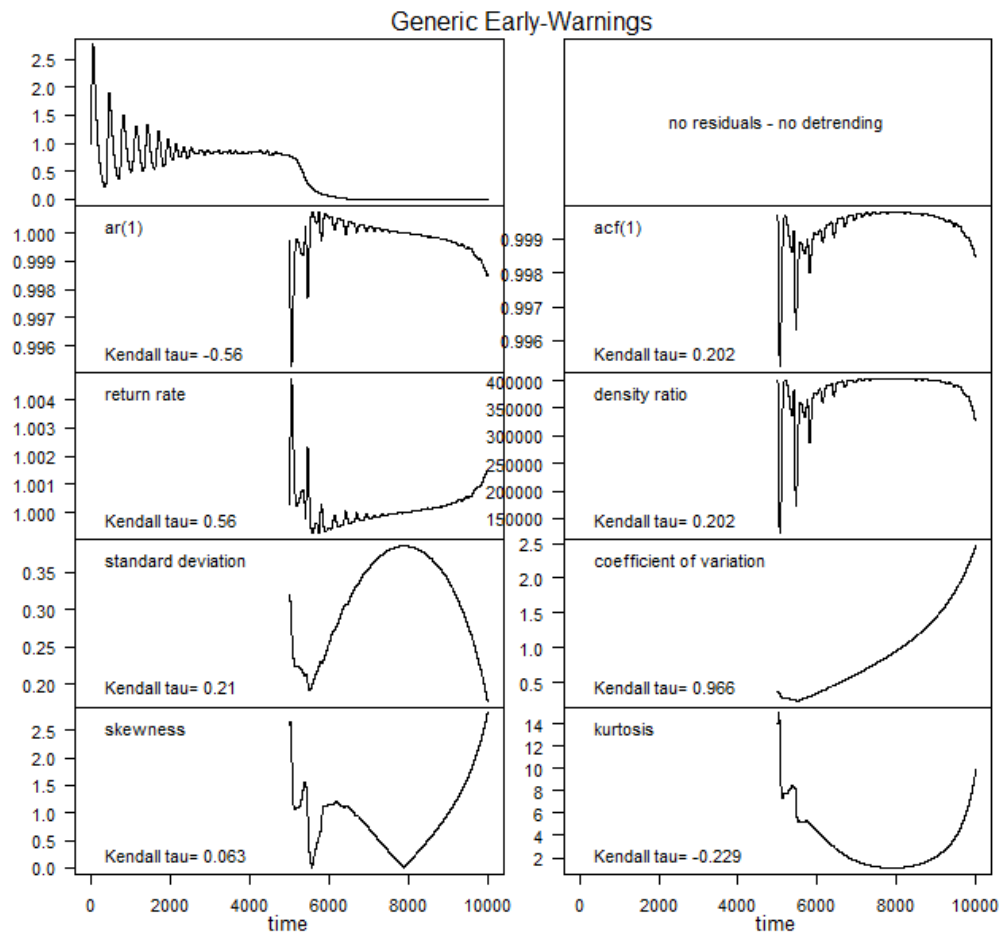 Generic Early-Warnings
2.5
2.0
1.5
1.0
0.5
0.0
no residuals - no detrending
ar(1)
1.000
0.999
0.998
0.997
0.996
Kendall tau= -0.56
acf(1)
0.999
0.998
0.997
0.996
Kendall tau= 0.202
return rate
1.004
1.003
1.002
1.001
1.000
Kendall tau= 0.56
density ratio
400000
350000
300000
250000
200000
150000
Kendall tau= 0.202
standard deviation
0.35
0.30
0.25
0.20
Kendall tau= 0.21
coefficient of variation
2.5
2.0
1.5
1.0
0.5
Kendall tau= 0.966
skewness
2.5
2.0
1.5
1.0
0.5
0.0
Kendall tau= 0.063
kurtosis
14
12
10
8
6
4
2
Kendall tau= -0.229
0 2000 4000 6000 8000 10000
time
0 2000 4000 6000 8000 10000
time